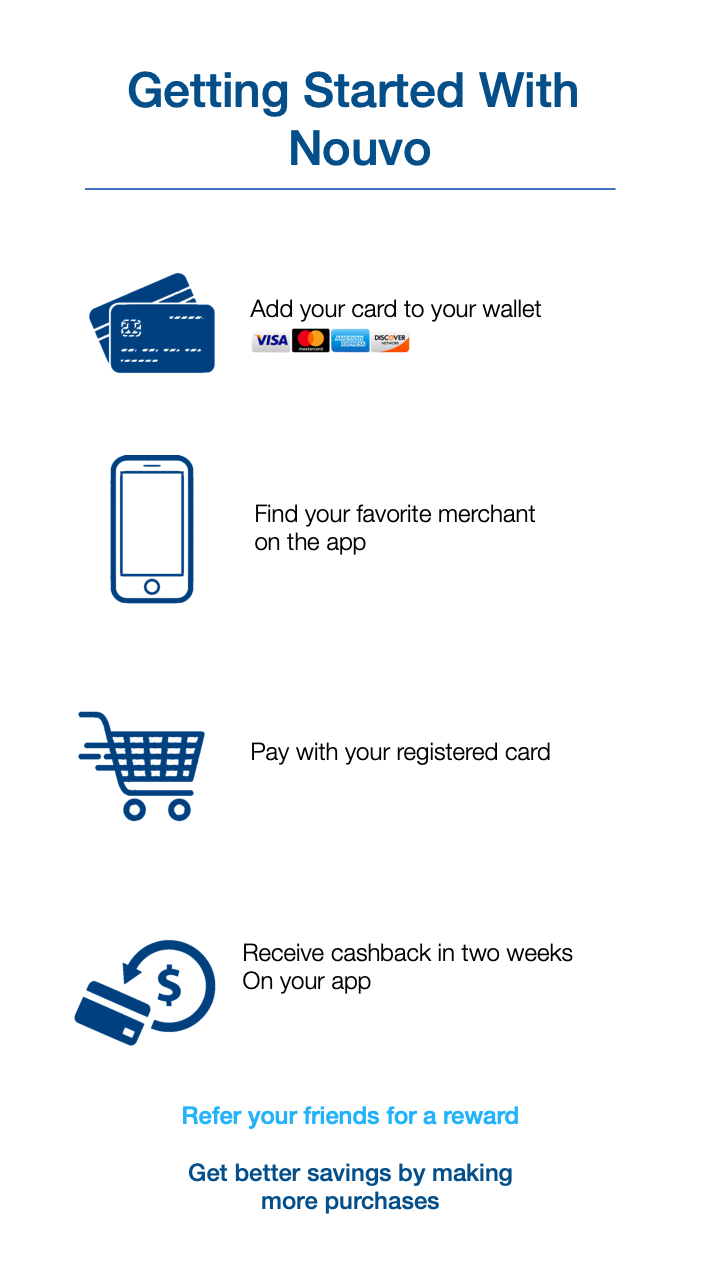 Getting Started With
Nouvo
Add your card to your wallet
VISA mastercard AMERICAN EXPRESS DISCOVER NETWORK
Find your favorite merchant
on the app
Pay with your registered card
$
Receive cashback in two weeks
On your app
Refer your friends for a reward
Get better savings by making
more purchases